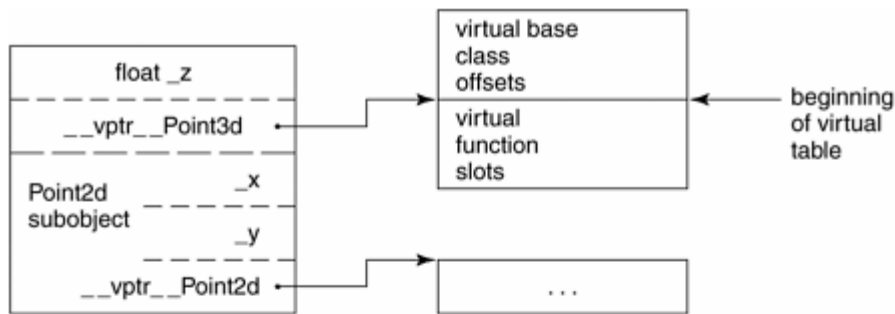 float _z
__vptr__Point3d
Point2d
subobject
_x
_y
__vptr__Point2d
virtual base
class
offsets
virtual
function
slots
beginning
of virtual
table
. . .